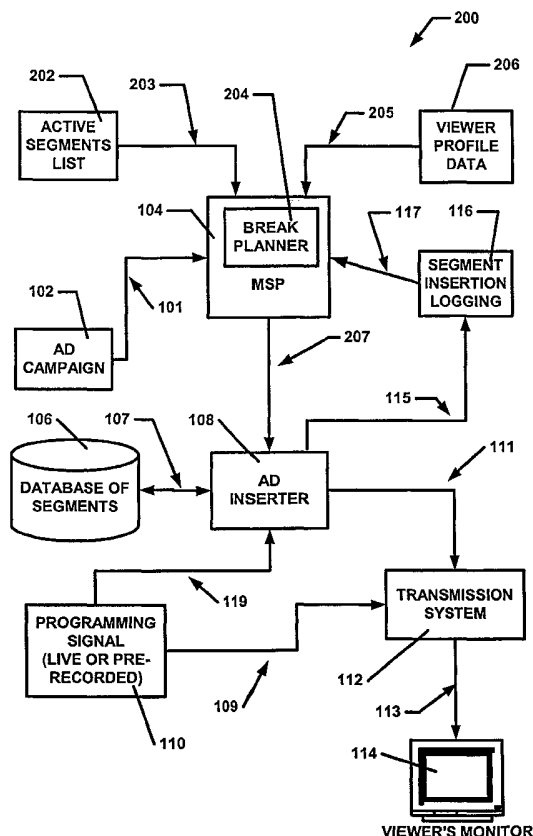 200
202
203
204
205
206
ACTIVE
SEGMENTS
LIST
VIEWER
PROFILE
DATA
104
BREAK
PLANNER
MSP
117
116
SEGMENT
INSERTION
LOGGING
102
101
AD
CAMPAIGN
207
115
106
107
108
111
DATABASE OF
SEGMENTS
AD
INSERTER
119
TRANSMISSION
SYSTEM
PROGRAMMING
SIGNAL
(LIVE OR PRE-
RECORDED)
109
112
113
110
114
VIEWER'S MONITOR